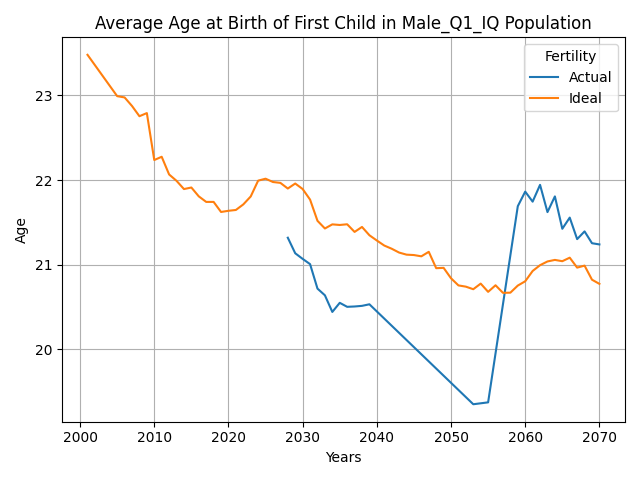 Average Age at Birth of First Child in Male_Q1_IQ Population
Fertility
Actual
Ideal
Age
23
22
21
20
2000 2010 2020 2030 2040 2050 2060 2070
Years